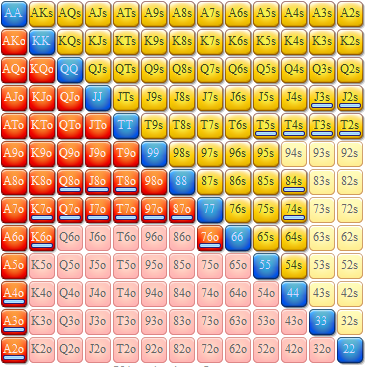 AA AKs AQs AJs ATs A9s A8s A7s A6s A5s A4s A3s A2s
AKo KK KQs KJs KTs K9s K8s K7s K6s K5s K4s K3s K2s
AQo KQo QQ QJs QTs Q9s Q8s Q7s Q6s Q5s Q4s Q3s Q2s
AJo KJo QJo JJ JTs J9s J8s J7s J6s J5s J4s J3s J2s
ATo KTo QTo JTo TT T9s T8s T7s T6s T5s T4s T3s T2s
A9o K9o Q9o J9o T9o 99 98s 97s 96s 95s 94s 93s 92s
A8o K8o Q8o J8o T8o 98o 88 87s 86s 85s 84s 83s 82s
A7o K7o Q7o J7o T7o 97o 87o 77 76s 75s 74s 73s 72s
A6o K6o Q6o J6o T6o 96o 86o 76o 66 65s 64s 63s 62s
A5o K5o Q5o J5o T5o 95o 85o 75o 65o 55 54s 53s 52s
A4o K4o Q4o J4o T4o 94o 84o 74o 64o 54o 44 43s 42s
A3o K3o Q3o J3o T3o 93o 83o 73o 63o 53o 43o 33 32s
A2o K2o Q2o J2o T2o 92o 82o 72o 62o 52o 42o 32o 22